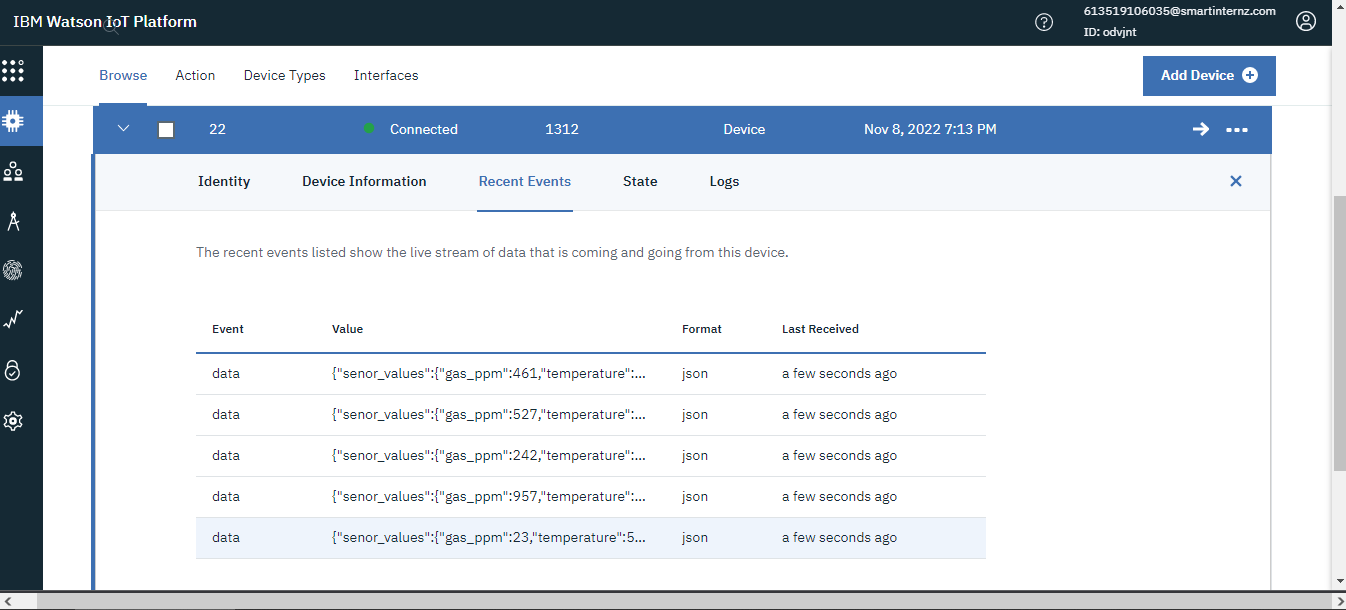 IBM Watson IoT Platform
613519106035@smartinternz.com
ID: odvjnt
Browse Action Device Types Interfaces
Add Device
22 Connected 1312 Device Nov 8, 2022 7:13 PM
Identity Device Information Recent Events State Logs
The recent events listed show the live stream of data that is coming and going from this device.
Event Value Format Last Received
data {"senor_values":{"gas_ppm":461,"temperature":... json a few seconds ago
data {"senor_values":{"gas_ppm":527,"temperature":... json a few seconds ago
data {"senor_values":{"gas_ppm":242,"temperature":... json a few seconds ago
data {"senor_values":{"gas_ppm":957,"temperature":... json a few seconds ago
data {"senor_values":{"gas_ppm":23,"temperature":5... json a few seconds ago